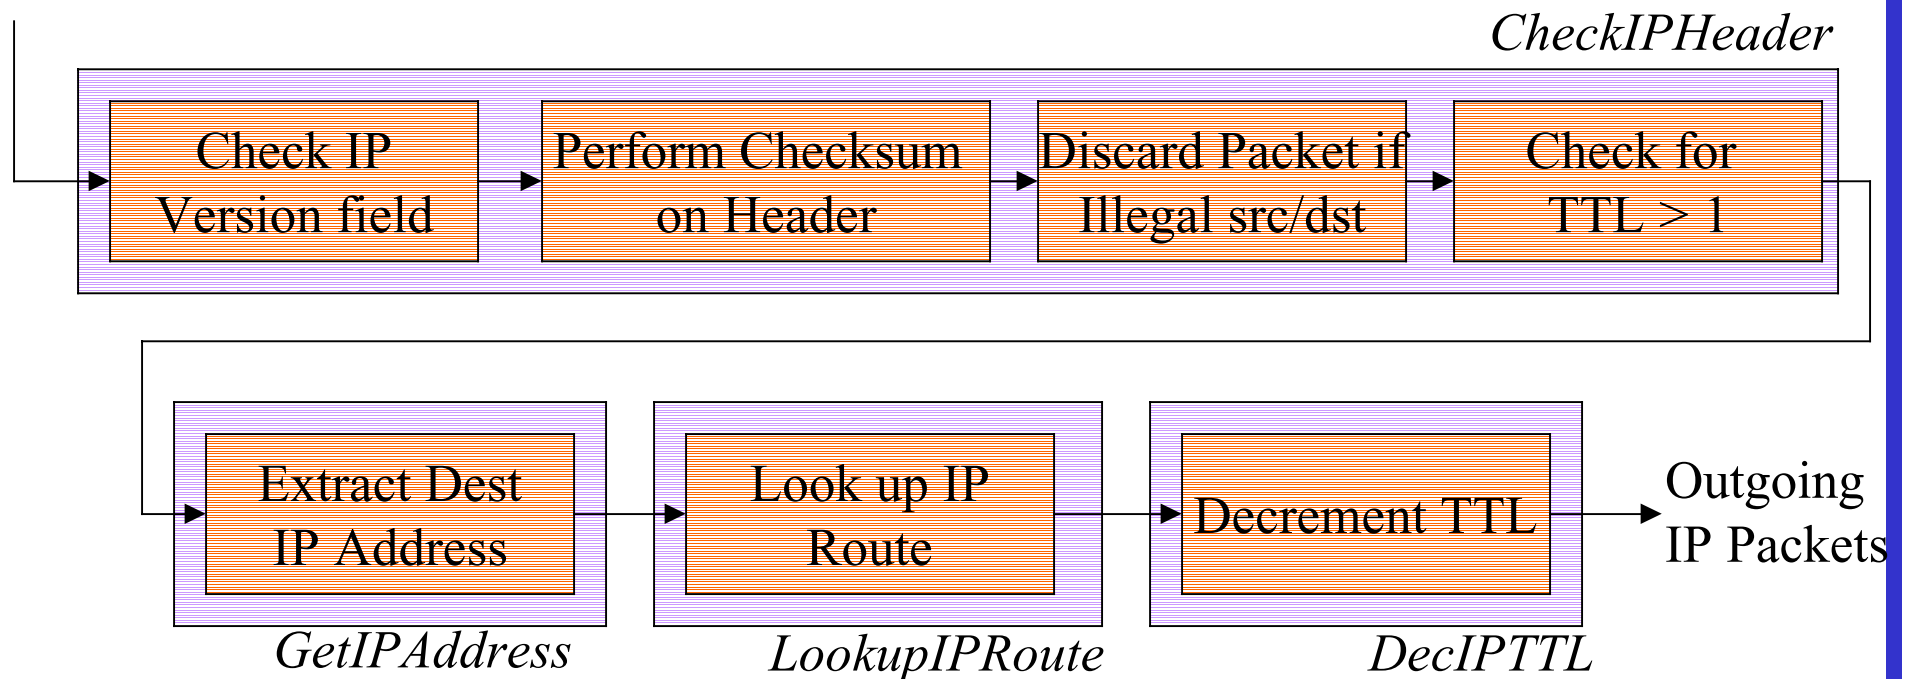 CheckIPHeader
Check IP
Version field
Perform Checksum
on Header
Discard Packet if
Illegal src/dst
Check for
TTL > 1
Extract Dest
IP Address
Look up IP
Route
Decrement TTL
Outgoing
IP Packets
GetIPAddress
LookupIPRoute
DecIPTTL